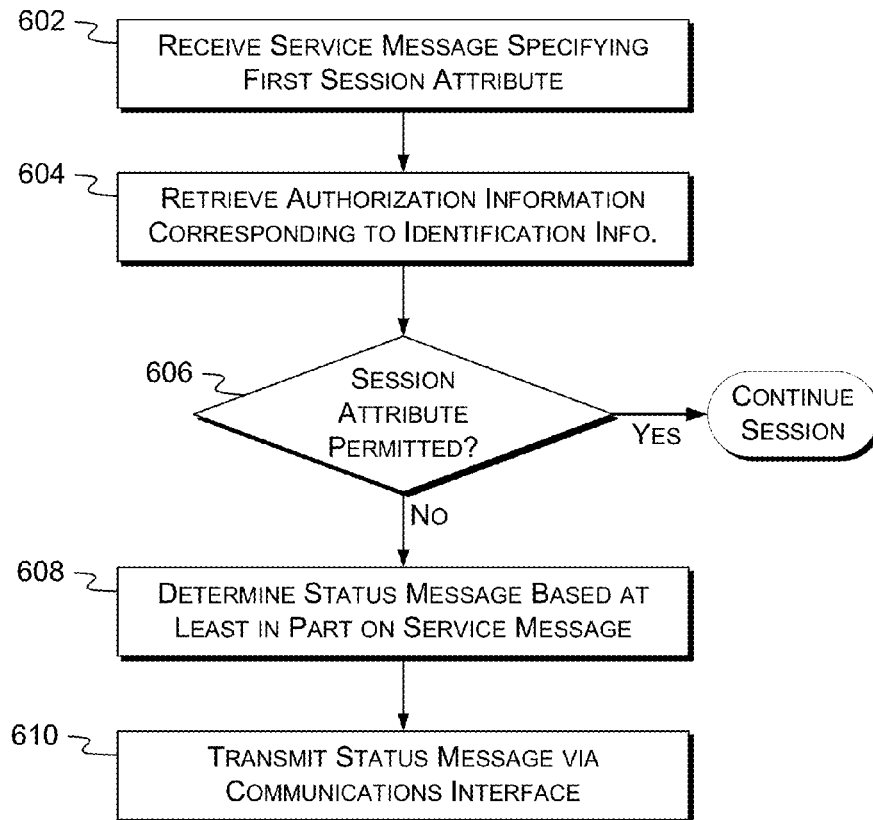 602
RECEIVE SERVICE MESSAGE SPECIFYING
FIRST SESSION ATTRIBUTE
604
RETRIEVE AUTHORIZATION INFORMATION
CORRESPONDING TO IDENTIFICATION INFO.
606
SESSION
ATTRIBUTE
PERMITTED?
YES
CONTINUE
SESSION
NO
608
DETERMINE STATUS MESSAGE BASED AT
LEAST IN PART ON SERVICE MESSAGE
610
TRANSMIT STATUS MESSAGE VIA
COMMUNICATIONS INTERFACE